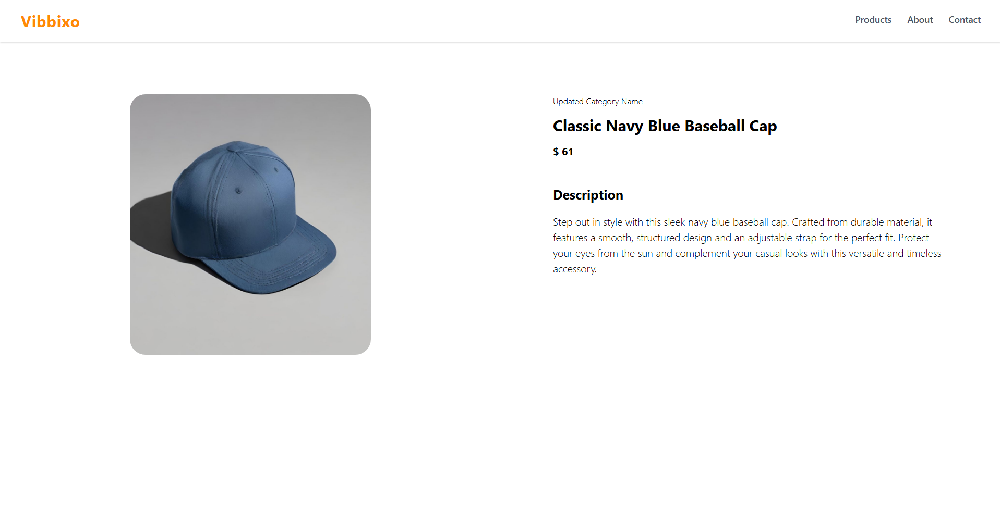 Vibbixo
Products About Contact
Updated Category Name
Classic Navy Blue Baseball Cap
$ 61
Description
Step out in style with this sleek navy blue baseball cap. Crafted from durable material, it
features a smooth, structured design and an adjustable strap for the perfect fit. Protect
your eyes from the sun and complement your casual looks with this versatile and timeless
accessory.